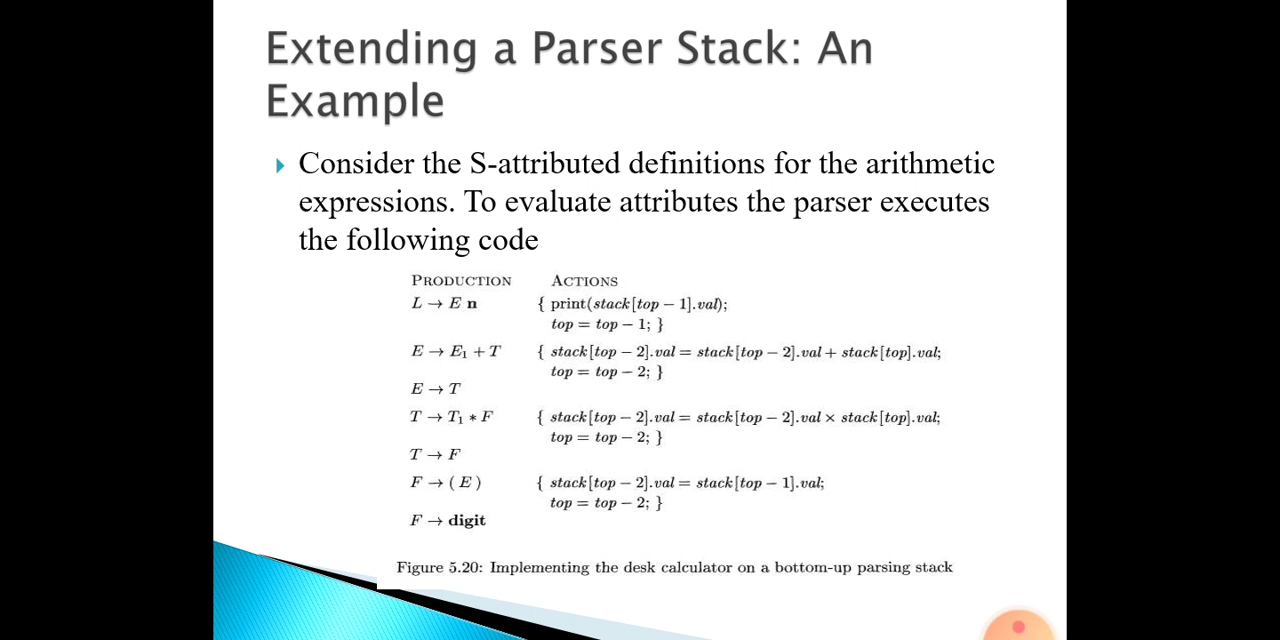 Extending a Parser Stack: An
Example
Consider the S-attributed definitions for the arithmetic
expressions. To evaluate attributes the parser executes
the following code
PRODUCTION ACTIONS
L → E n { print(stack[top − 1].val);
top = top − 1; }
E → E₁ + T { stack[top − 2].val = stack[top − 2].val + stack[top].val;
top = top − 2; }
E → T
T → T₁ * F { stack[top − 2].val = stack[top − 2].val × stack[top].val;
top = top − 2; }
T → F
F → ( E ) { stack[top − 2].val = stack[top − 1].val;
top = top − 2; }
F → digit
Figure 5.20: Implementing the desk calculator on a bottom-up parsing stack